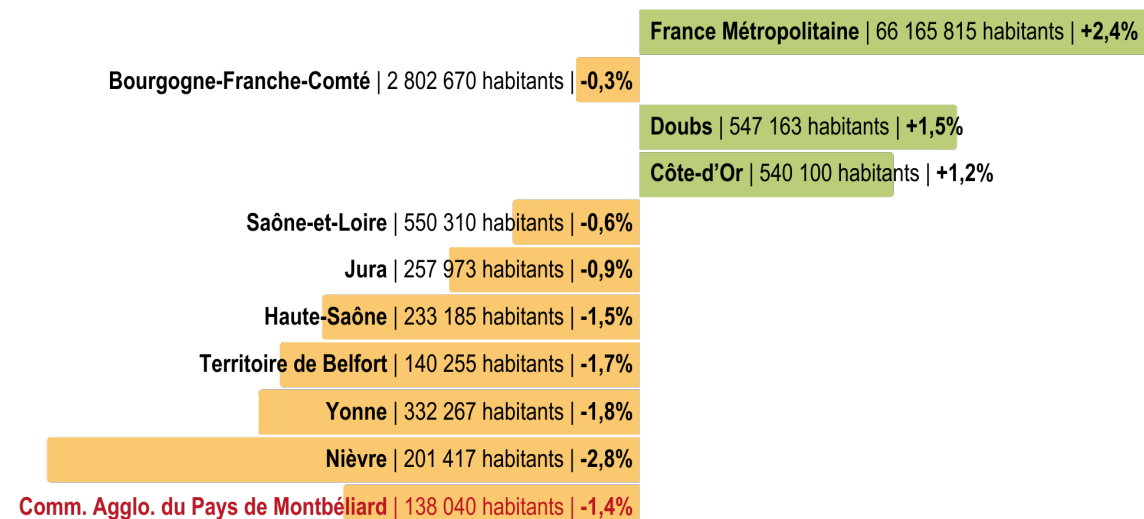 France Métropolitaine | 66 165 815 habitants | +2,4%
Bourgogne-Franche-Comté | 2 802 670 habitants | -0,3%
Doubs | 547 163 habitants | +1,5%
Côte-d'Or | 540 100 habitants | +1,2%
Saône-et-Loire | 550 310 habitants | -0,6%
Jura | 257 973 habitants | -0,9%
Haute-Saône | 233 185 habitants | -1,5%
Territoire de Belfort | 140 255 habitants | -1,7%
Yonne | 332 267 habitants | -1,8%
Nièvre | 201 417 habitants | -2,8%
Comm. Agglo. du Pays de Montbéliard | 138 040 habitants | -1,4%